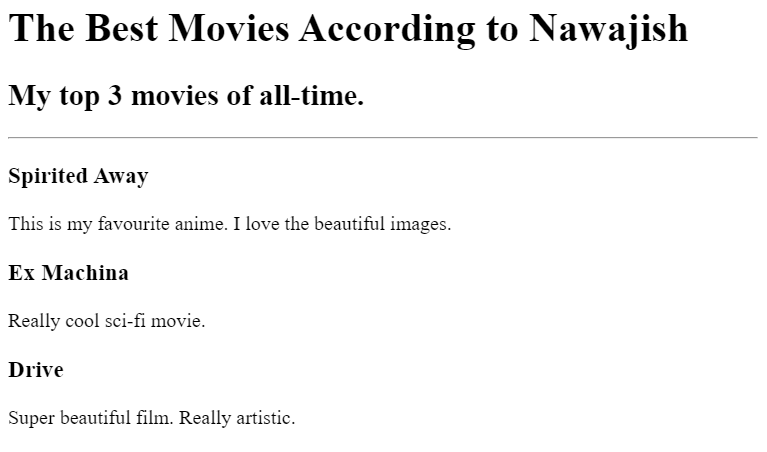 The Best Movies According to Nawajish
My top 3 movies of all-time.
Spirited Away
This is my favourite anime. I love the beautiful images.
Ex Machina
Really cool sci-fi movie.
Drive
Super beautiful film. Really artistic.